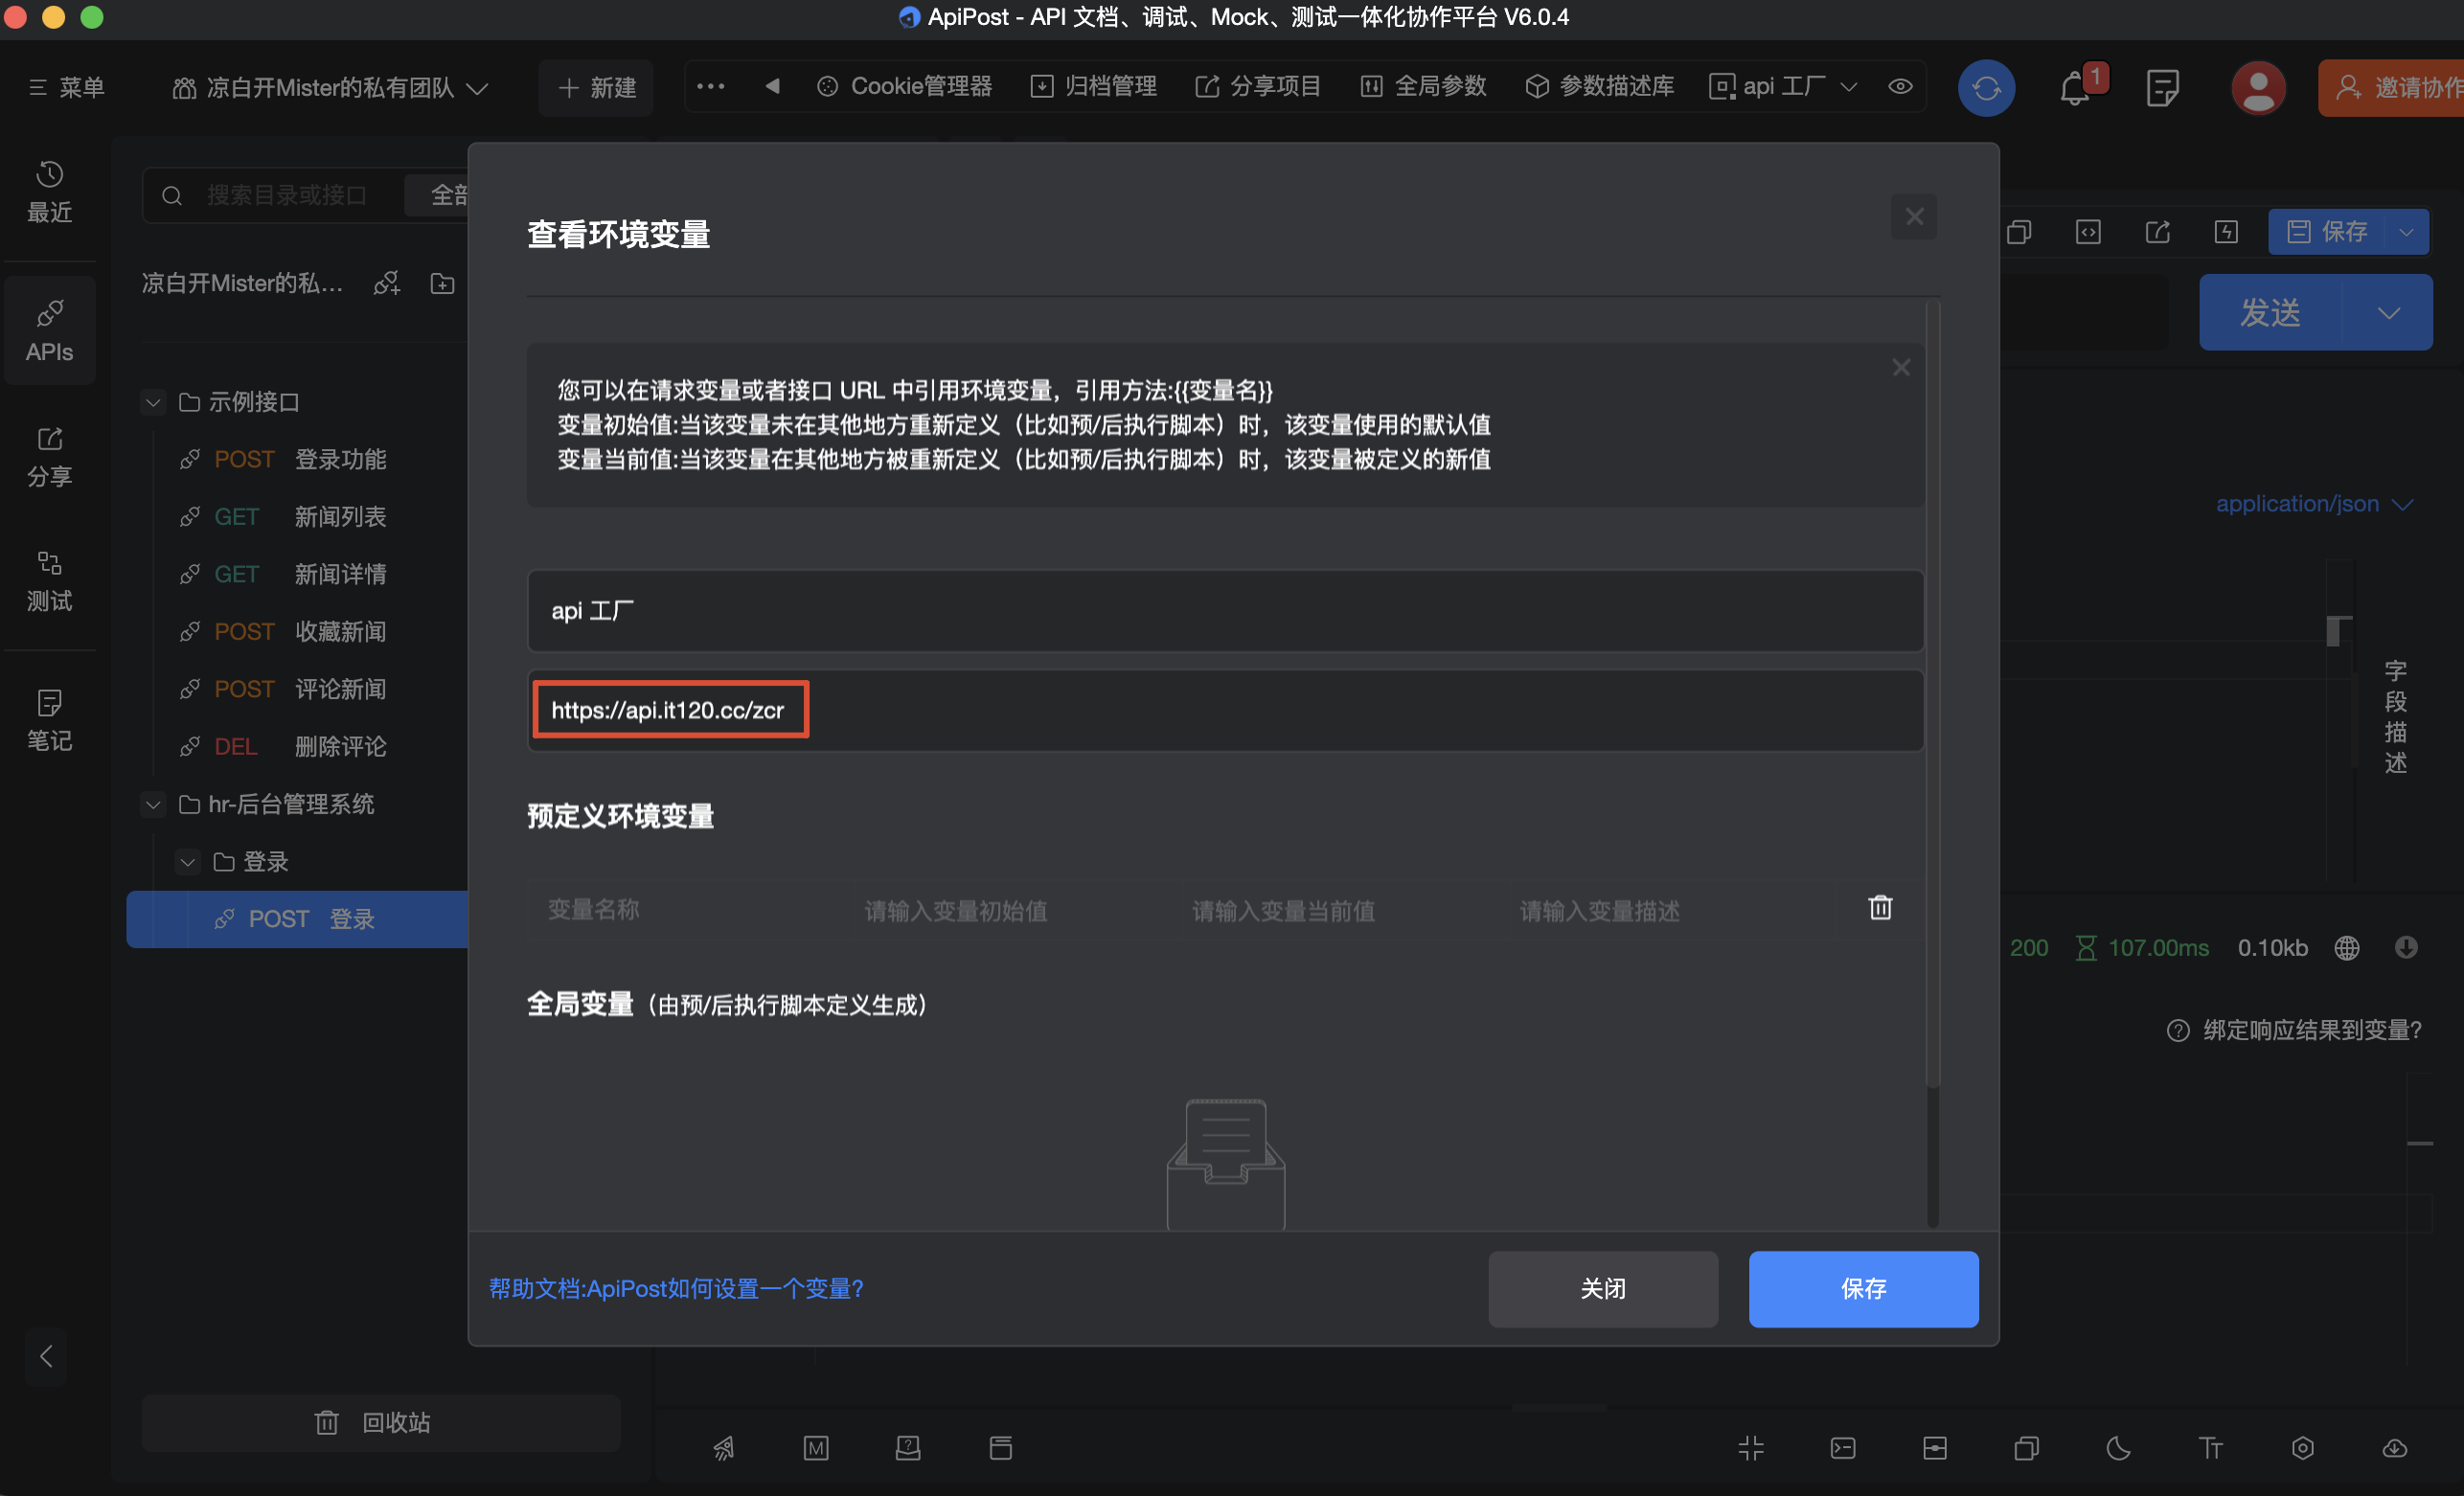 ApiPost - API 文档、调试、Mock、测试一体化协作平台 V6.0.4
菜单
凉白开Mister的私有团队
新建
Cookie管理器
归档管理
分享项目
全局参数
参数描述库
api 工厂
1
邀请协作
最近
APIs
分享
测试
笔记
搜索目录或接口
全部
凉白开Mister的私...
示例接口
POST 登录功能
GET 新闻列表
GET 新闻详情
POST 收藏新闻
POST 评论新闻
DEL 删除评论
hr-后台管理系统
登录
POST 登录
回收站
查看环境变量
您可以在请求变量或者接口 URL 中引用环境变量，引用方法:{{变量名}}
变量初始值:当该变量未在其他地方重新定义（比如预/后执行脚本）时，该变量使用的默认值
变量当前值:当该变量在其他地方被重新定义（比如预/后执行脚本）时，该变量被定义的新值
api 工厂
https://api.it120.cc/zcr
预定义环境变量
变量名称
请输入变量初始值
请输入变量当前值
请输入变量描述
全局变量（由预/后执行脚本定义生成）
帮助文档:ApiPost如何设置一个变量?
关闭
保存
保存
发送
application/json
字段描述
200
107.00ms
0.10kb
绑定响应结果到变量?